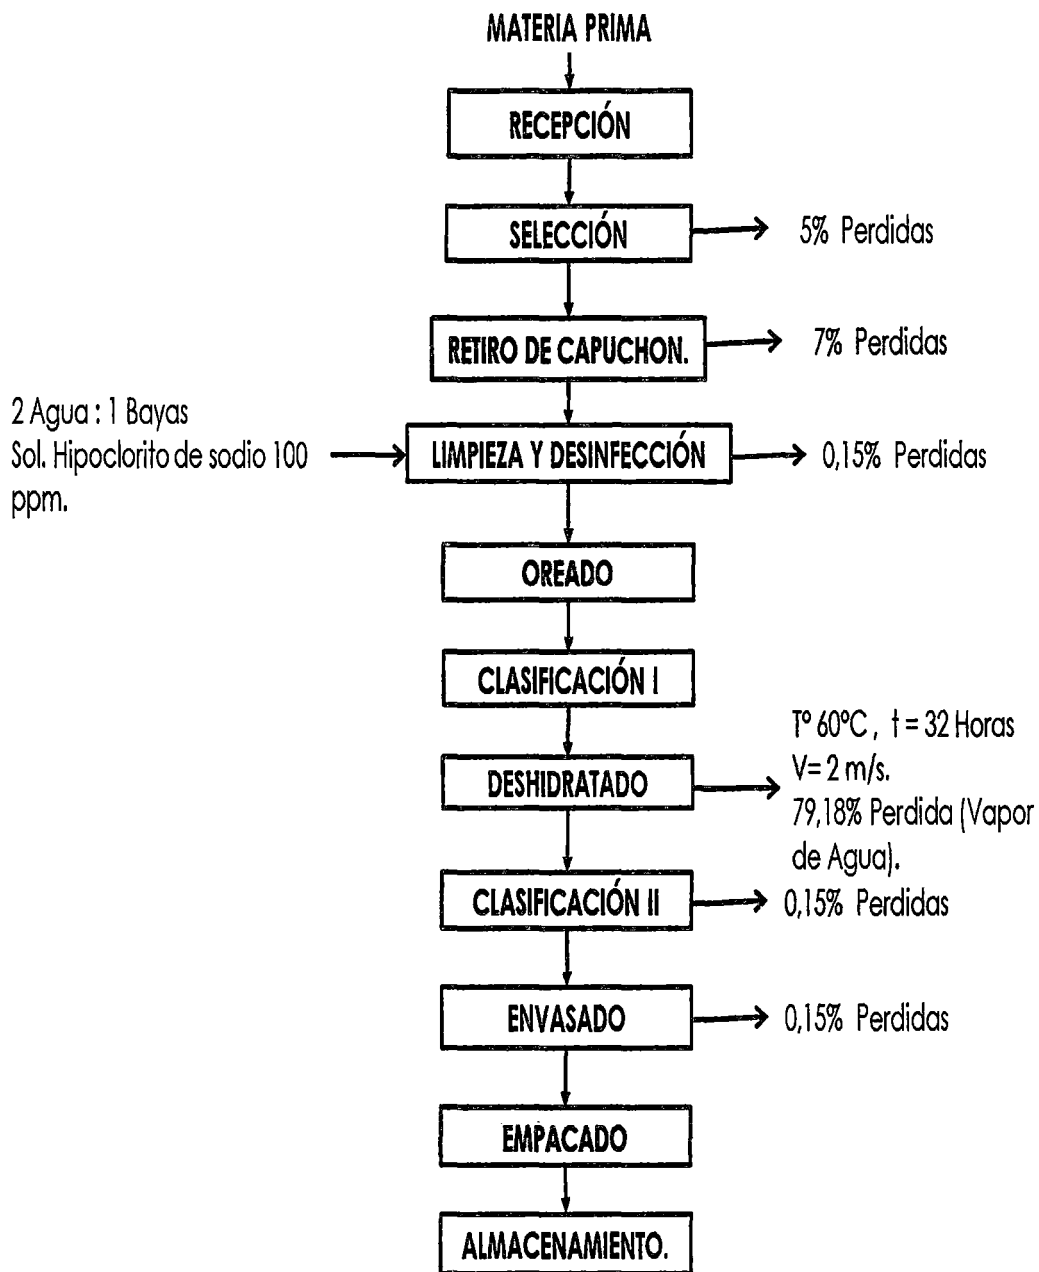 MATERIA PRIMA
RECEPCIÓN
SELECCIÓN
5% Perdidas
RETIRO DE CAPUCHON.
7% Perdidas
2 Agua : 1 Bayas
Sol. Hipoclorito de sodio 100
ppm.
LIMPIEZA Y DESINFECCIÓN
0,15% Perdidas
OREADO
CLASIFICACIÓN I
DESHIDRATADO
Tº 60ºC , t = 32 Horas
V= 2 m/s.
79,18% Perdida (Vapor
de Agua).
CLASIFICACIÓN II
0,15% Perdidas
ENVASADO
0,15% Perdidas
EMPACADO
ALMACENAMIENTO.